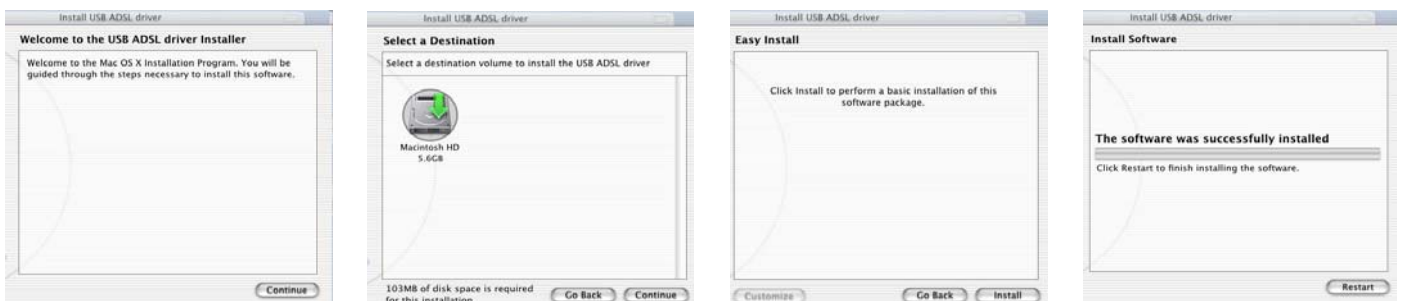 Install USB ADSL driver
Welcome to the USB ADSL driver Installer
Welcome to the Mac OS X Installation Program. You will be
guided through the steps necessary to install this software.
Continue
Install USB ADSL driver
Select a Destination
Select a destination volume to install the USB ADSL driver
Macintosh HD
5.6GB
103MB of disk space is required
for this installation
Go Back
Continue
Install USB ADSL driver
Easy Install
Click Install to perform a basic installation of this
software package.
Customize
Go Back
Install
Install USB ADSL driver
Install Software
The software was successfully installed
Click Restart to finish installing the software.
Restart